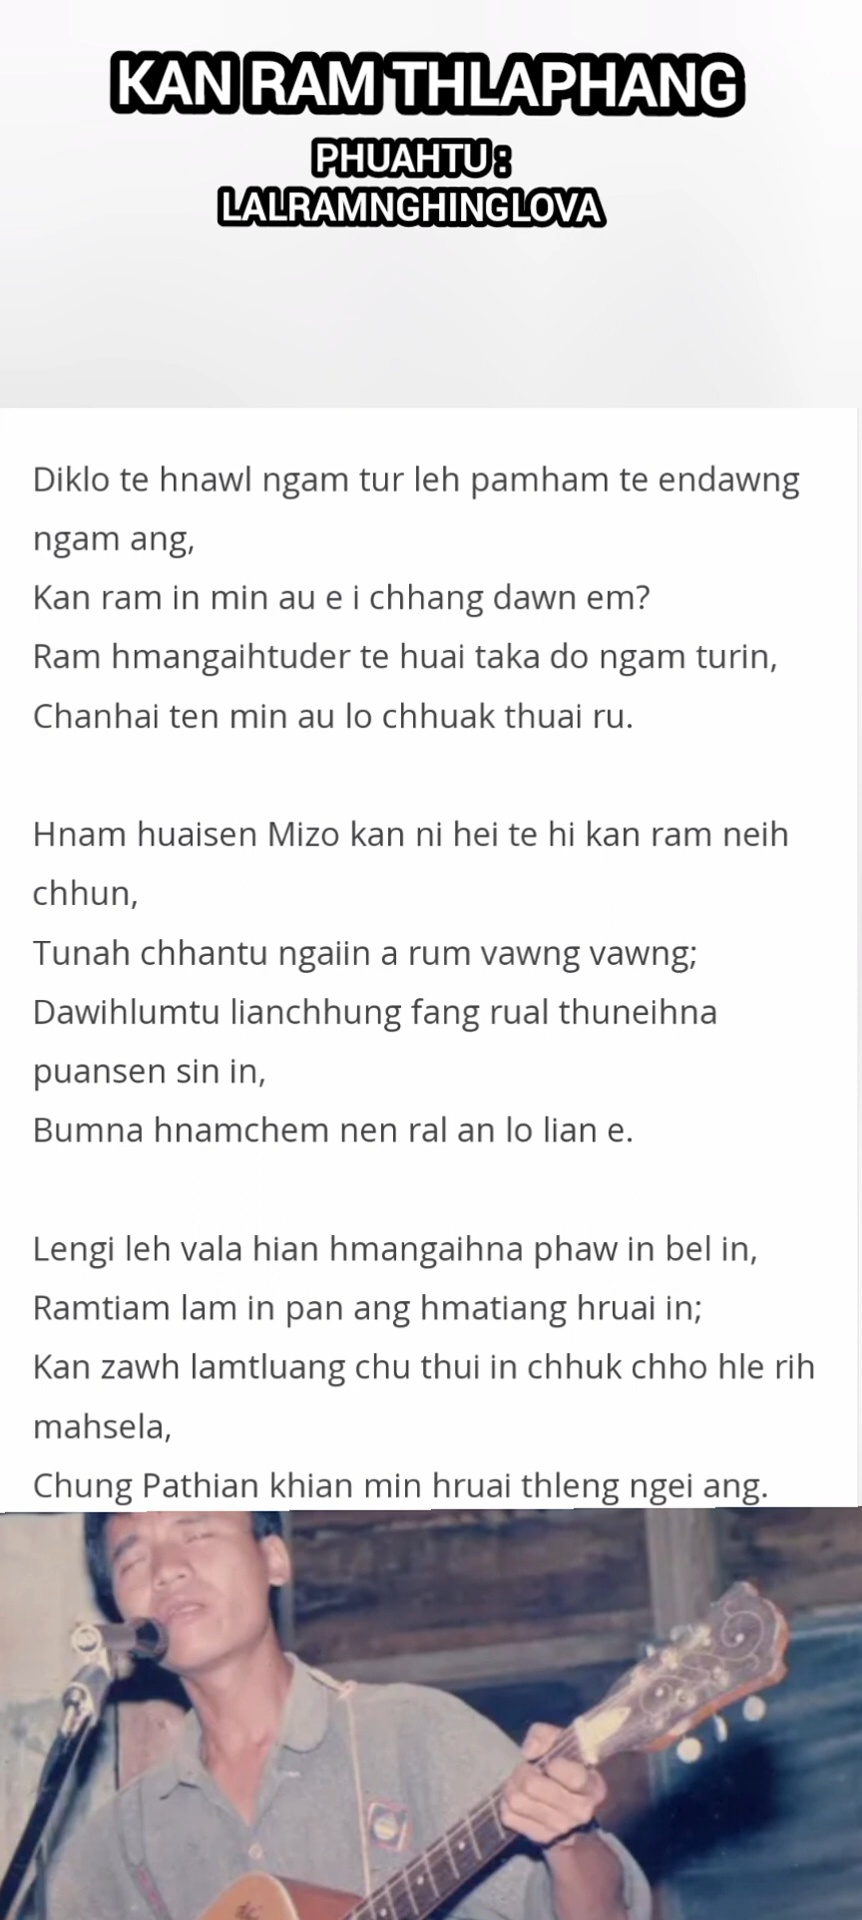 KAN RAM THLAPHANG
PHUAHTU:
LALRAMNGHINGLOVA
Diklo te hnawl ngam tur leh pamham te endawng
ngam ang,
Kan ram in min au e i chhang dawn em?
Ram hmangaihtuder te huai taka do ngam turin,
Chanhai ten min au lo chhuak thuai ru.
Hnam huaisen Mizo kan ni hei te hi kan ram neih
chhun,
Tunah chhantu ngaiin a rum vawng vawng;
Dawihlumtu lianchhung fang rual thuneihna
puansen sin in,
Bumna hnamchem nen ral an lo lian e.
Lengi leh vala hian hmangaihna phaw in bel in,
Ramtiam lam in pan ang hmatiang hruai in;
Kan zawh lamtluang chu thui in chhuk chho hle rih
mahsela,
Chung Pathian khian min hruai thleng ngei ang.